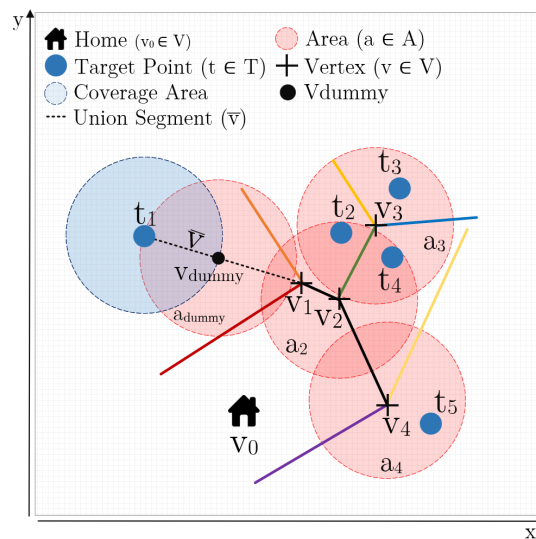 y
Home (v₀ ∈ V)
Area (a ∈ A)
Target Point (t ∈ T)
Vertex (v ∈ V)
Coverage Area
Vdummy
Union Segment (v̅)
t₁
v̅
Vdummy
adummy
t₂
t₃
v₃
t₄
a₃
v₁
v₂
a₂
v₄
t₅
a₄
v₀
x